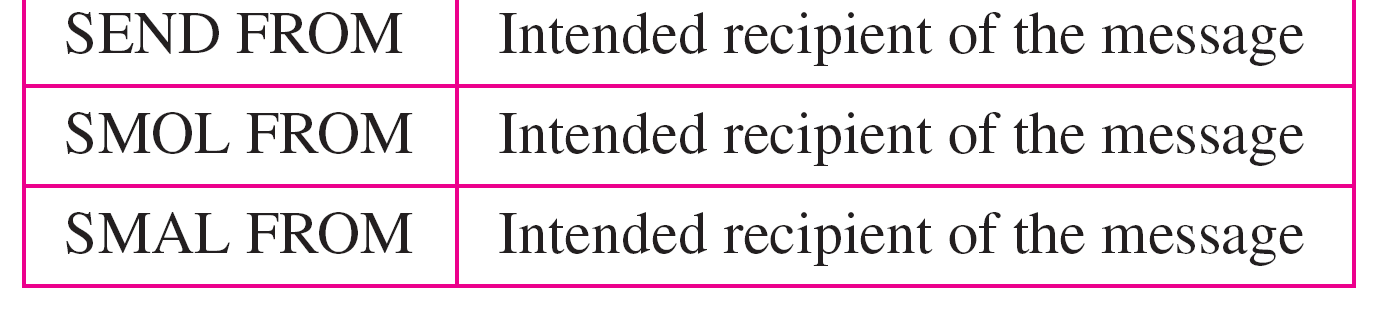 SEND FROM Intended recipient of the message
SMOL FROM Intended recipient of the message
SMAL FROM Intended recipient of the message